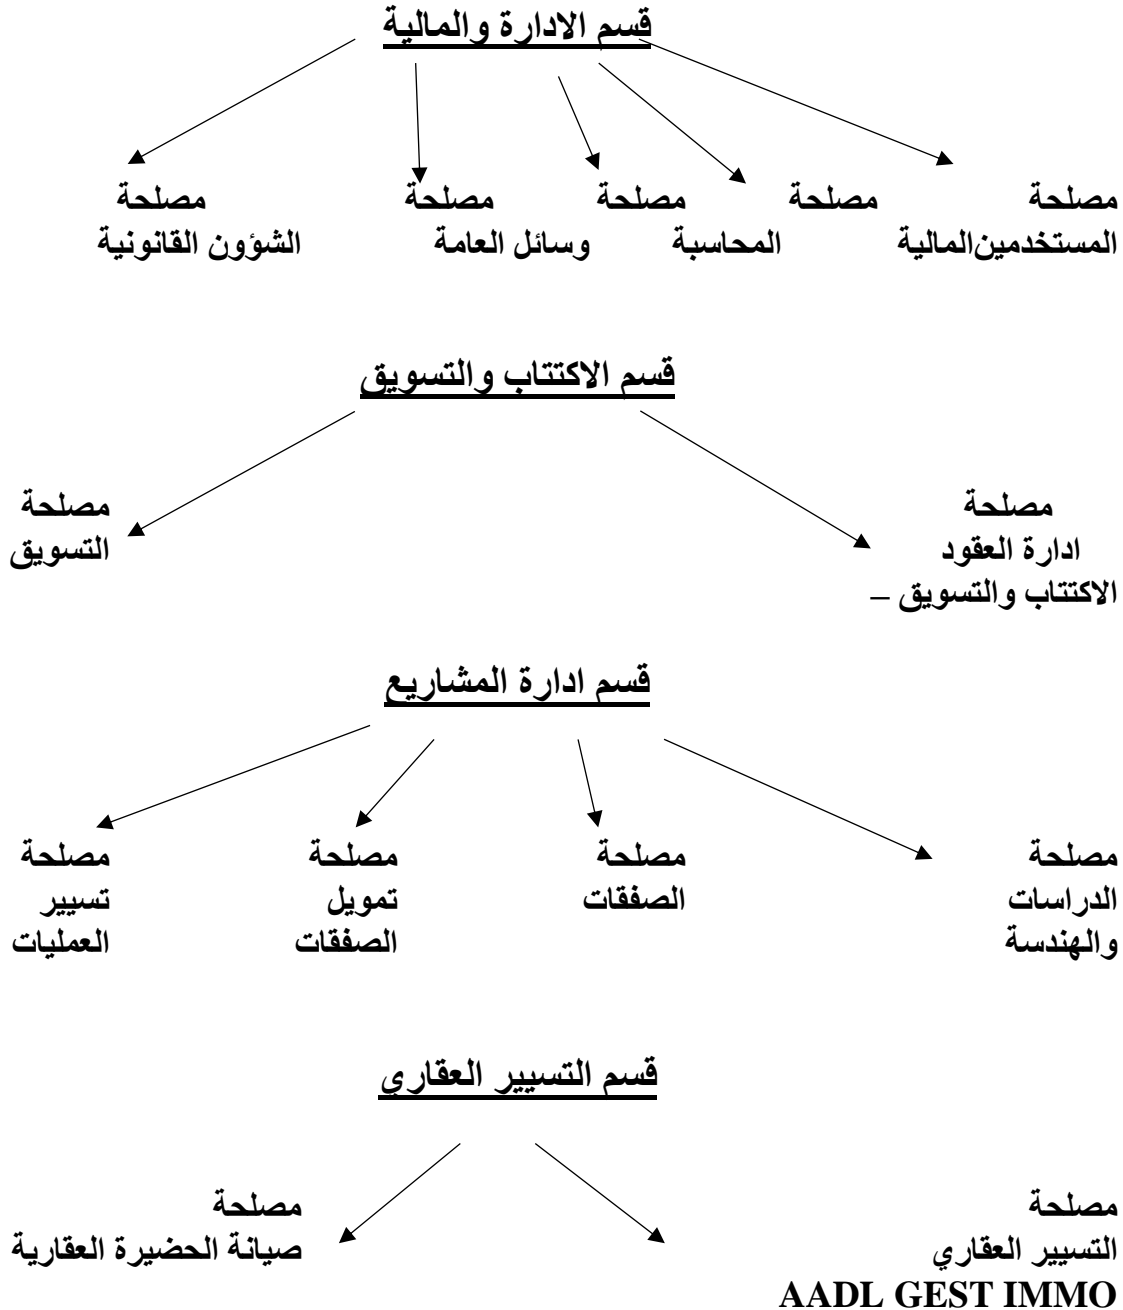 قسم الادارة والمالية
مصلحة مصلحة مصلحة مصلحة مصلحة
المستخدمين المالية المحاسبة وسائل العامة الشؤون القانونية
قسم الاكتتاب والتسويق
مصلحة مصلحة
ادارة العقود التسويق
الاكتتاب والتسويق –
قسم ادارة المشاريع
مصلحة مصلحة مصلحة مصلحة
الدراسات الصفقات تمويل تسيير
والهندسة الصفقات العمليات
قسم التسيير العقاري
مصلحة مصلحة
التسيير العقاري صيانة الحضيرة العقارية
AADL GEST IMMO